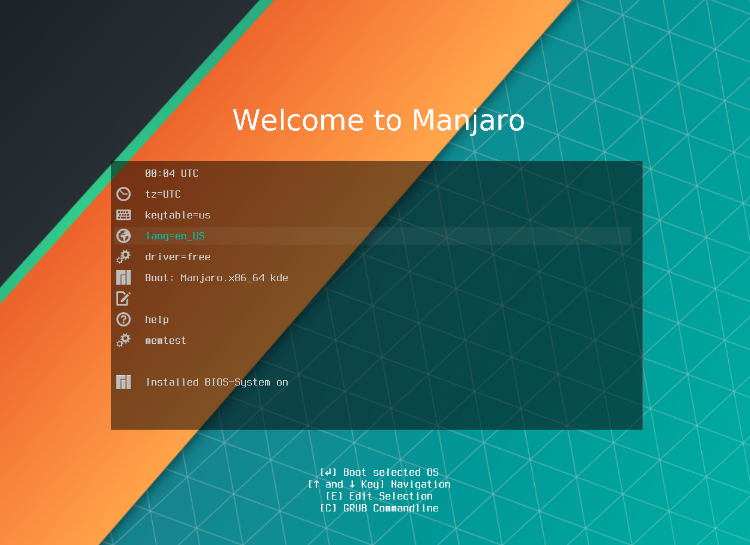 Welcome to Manjaro
00:04 UTC
tz=UTC
keytable=us
lang=en_US
driver=free
Boot: Manjaro.x86_64 kde
help
memtest
Installed BIOS-System on
[↲] Boot selected OS
[↑ and ↓ Key] Navigation
[E] Edit Selection
[C] GRUB Commandline